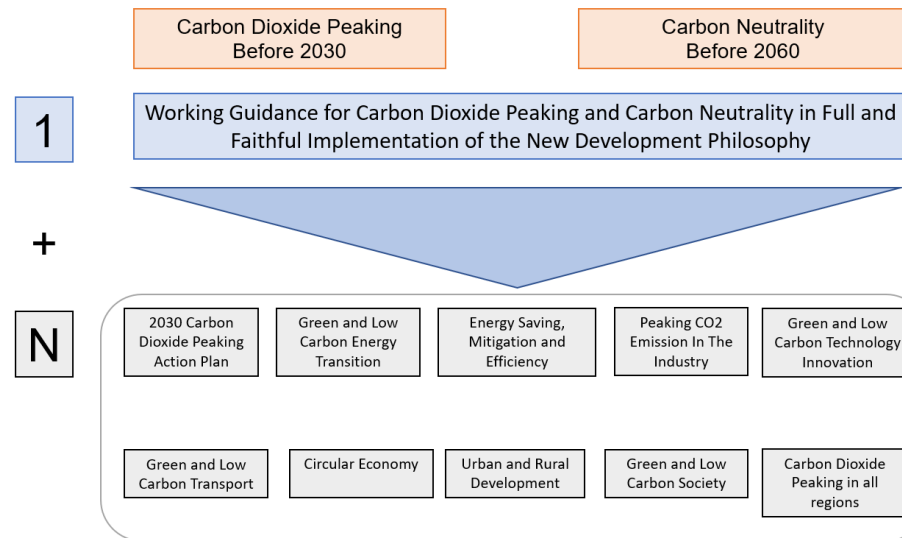 Carbon Dioxide Peaking
Before 2030
Carbon Neutrality
Before 2060
1
Working Guidance for Carbon Dioxide Peaking and Carbon Neutrality in Full and
Faithful Implementation of the New Development Philosophy
+
N
2030 Carbon
Dioxide Peaking
Action Plan
Green and Low
Carbon Energy
Transition
Energy Saving,
Mitigation and
Efficiency
Peaking CO2
Emission In The
Industry
Green and Low
Carbon Technology
Innovation
Green and Low
Carbon Transport
Circular Economy
Urban and Rural
Development
Green and Low
Carbon Society
Carbon Dioxide
Peaking in all
regions